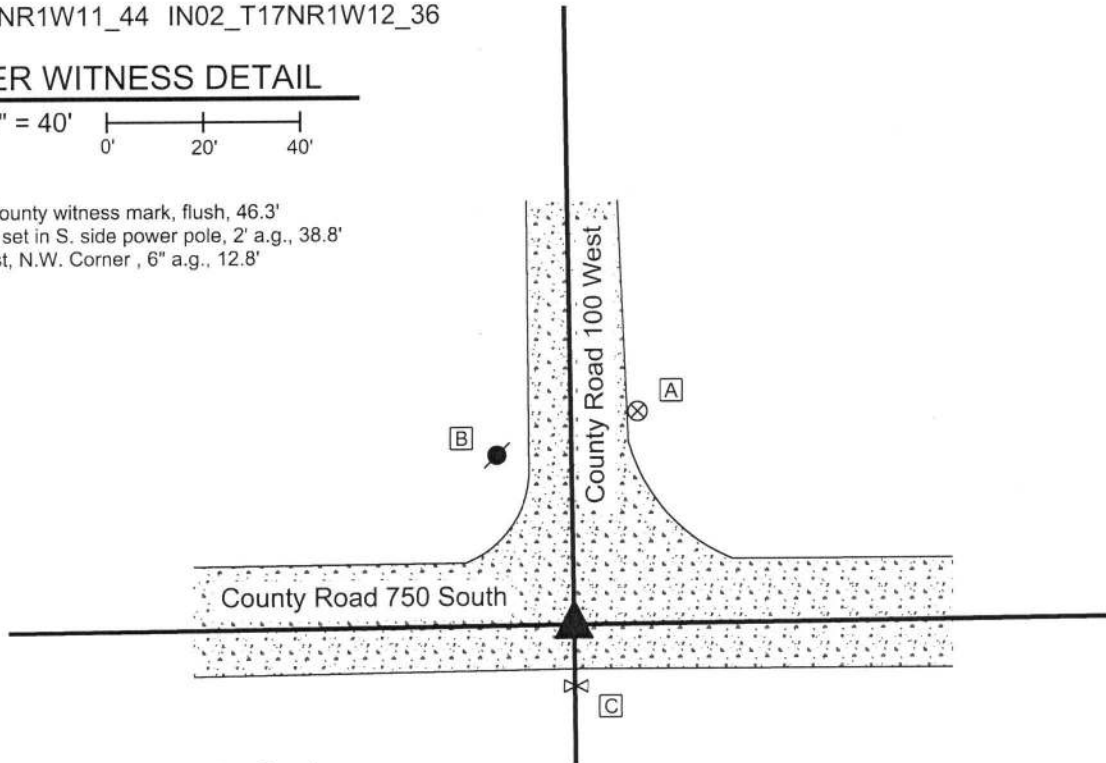 NR1W11_44 IN02_T17NR1W12_36
ER WITNESS DETAIL
" = 40'
0' 20' 40'
ounty witness mark, flush, 46.3'
set in S. side power pole, 2' a.g., 38.8'
st, N.W. Corner , 6" a.g., 12.8'
County Road 100 West
A
B
County Road 750 South
C